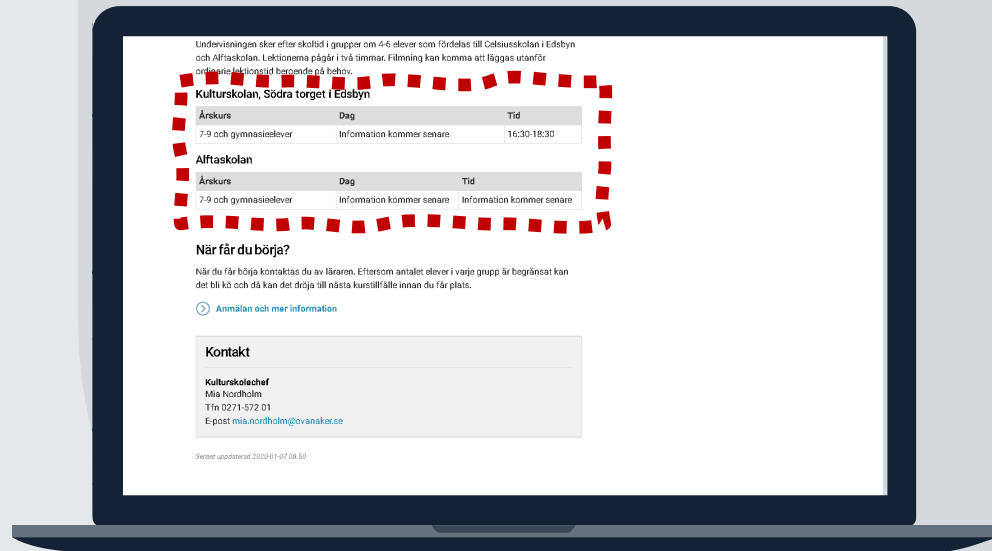 Undervisningen sker efter skoltid i grupper om 4-6 elever som fördelas till Celsiusskolan i Edsbyn
och Alftaskolan. Lektionerna pågår i två timmar. Filmning kan komma att läggas utanför
ordinarie lektionstid beroende på behov.
Kulturskolan, Södra torget i Edsbyn
Årskurs Dag Tid
7-9 och gymnasieelever Information kommer senare 16:30-18:30
Alftaskolan
Årskurs Dag Tid
7-9 och gymnasieelever Information kommer senare Information kommer senare
När får du börja?
När du får börja kontaktas du av läraren. Eftersom antalet elever i varje grupp är begränsat kan
det bli kö och då kan det dröja till nästa kurstillfälle innan du får plats.
Anmälan och mer information
Kontakt
Kulturskolechef
Mia Nordholm
Tfn 0271-572 01
E-post mia.nordholm@ovanaker.se
Senast uppdaterad 2020-01-07 08.50